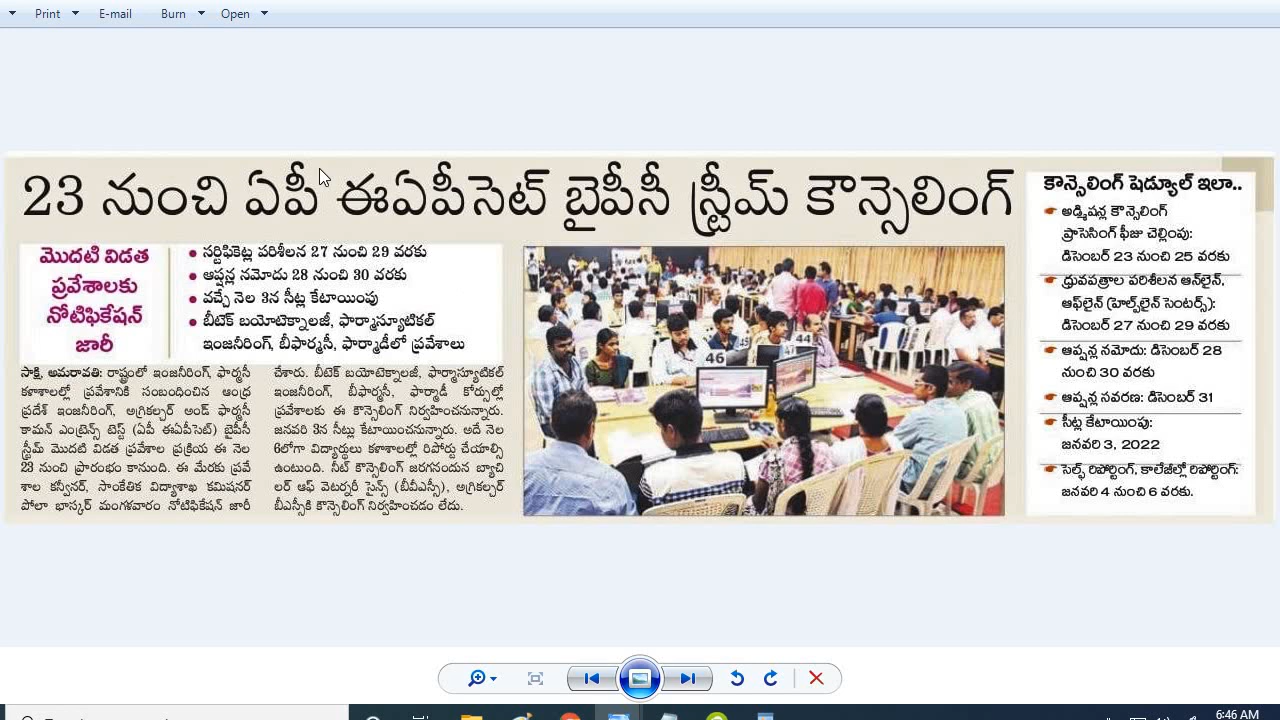 Print
E-mail
Burn
Open
23 నుంచి ఏపీ ఈఏపీసెట్ బైపీసీ స్ట్రీమ్ కౌన్సెలింగ్
మొదటి విడత
ప్రవేశాలకు
నోటిఫికేషన్
జారీ
సర్టిఫికెట్ల పరిశీలన 27 నుంచి 29 వరకు
ఆప్షన్ల నమోదు 28 నుంచి 30 వరకు
వచ్చే నెల 3న సీట్ల కేటాయింపు
బీటెక్ బయోటెక్నాలజీ, ఫార్మాస్యూటికల్
ఇంజనీరింగ్, బీఫార్మసీ, ఫార్మాడీలో ప్రవేశాలు
సాక్షి, అమరావతి: రాష్ట్రంలో ఇంజనీరింగ్, ఫార్మసీ
కళాశాలల్లో ప్రవేశానికి సంబంధించిన ఆంధ్ర
ప్రదేశ్ ఇంజనీరింగ్, అగ్రికల్చర్ అండ్ ఫార్మసీ
కామన్ ఎంట్రెన్స్ టెస్ట్ (ఏపీ ఈఏపీసెట్) బైపీసీ
స్ట్రీమ్ మొదటి విడత ప్రవేశాల ప్రక్రియ ఈ నెల
23 నుంచి ప్రారంభం కానుంది. ఈ మేరకు ప్రవే
శాల కన్వీనర్, సాంకేతిక విద్యాశాఖ కమిషనర్
పోలా భాస్కర్ మంగళవారం నోటిఫికేషన్ జారీ
చేశారు. బీటెక్ బయోటెక్నాలజీ, ఫార్మాస్యూటికల్
ఇంజనీరింగ్, బీఫార్మసీ, ఫార్మాడీ కోర్సుల్లో
ప్రవేశాలకు ఈ కౌన్సెలింగ్ నిర్వహించనున్నారు.
జనవరి 3న సీట్లు కేటాయించనున్నారు. అదే నెల
6లోగా విద్యార్థులు కళాశాలల్లో రిపోర్టు చేయాల్సి
ఉంటుంది. నీట్ కౌన్సెలింగ్ జరగనందున బ్యాచి
లర్ ఆఫ్ వెటర్నరీ సైన్స్ (బీవీఎస్సీ), అగ్రికల్చర్
బీఎస్సీకి కౌన్సెలింగ్ నిర్వహించడం లేదు.
46
45
47
44
కౌన్సెలింగ్ షెడ్యూల్ ఇలా..
అడ్మిషన్ల కౌన్సెలింగ్
ప్రాసెసింగ్ ఫీజు చెల్లింపు:
డిసెంబర్ 23 నుంచి 25 వరకు
ధ్రువపత్రాల పరిశీలన ఆన్‌లైన్,
ఆఫ్‌లైన్ (హెల్ప్‌లైన్ సెంటర్స్):
డిసెంబర్ 27 నుంచి 29 వరకు
ఆప్షన్ల నమోదు: డిసెంబర్ 28
నుంచి 30 వరకు
ఆప్షన్ల సవరణ: డిసెంబర్ 31
సీట్ల కేటాయింపు:
జనవరి 3, 2022
సెల్ఫ్ రిపోర్టింగ్, కాలేజీల్లో రిపోర్టింగ్:
జనవరి 4 నుంచి 6 వరకు.
6:46 AM